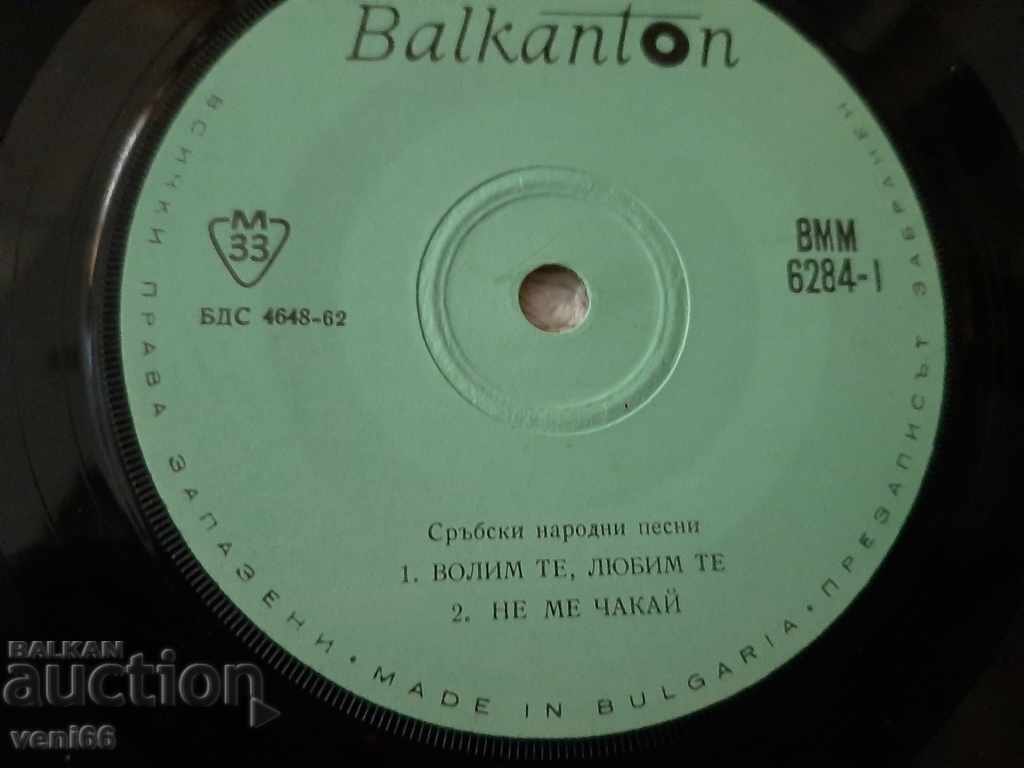 Balkanton
ВСИЧКИ ПРАВА ЗАПАЗЕНИ • MADE IN BULGARIA • ПРЕЗАПИСЪТ ЗАБРАНЕН
М
33
БДС 4648-62
ВММ
6284-I
Сръбски народни песни
1. ВОЛИМ ТЕ, ЛЮБИМ ТЕ
2. НЕ МЕ ЧАКАЙ
BALKAN
auction
veni66